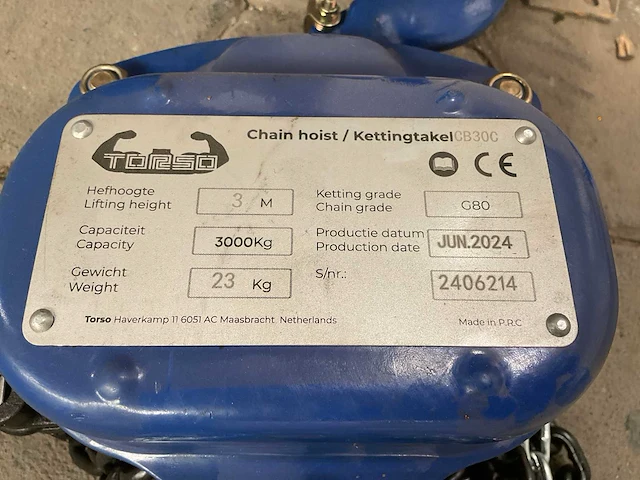 TORSO
Chain hoist / Kettingtakel CB30C
CE
Hefhoogte
Lifting height
3 M
Ketting grade
Chain grade
G80
Capaciteit
Capacity
3000Kg
Productie datum
Production date
JUN.2024
Gewicht
Weight
23 Kg
S/nr.:
2406214
Torso Haverkamp 11 6051 AC Maasbracht. Netherlands
Made in P.R.C